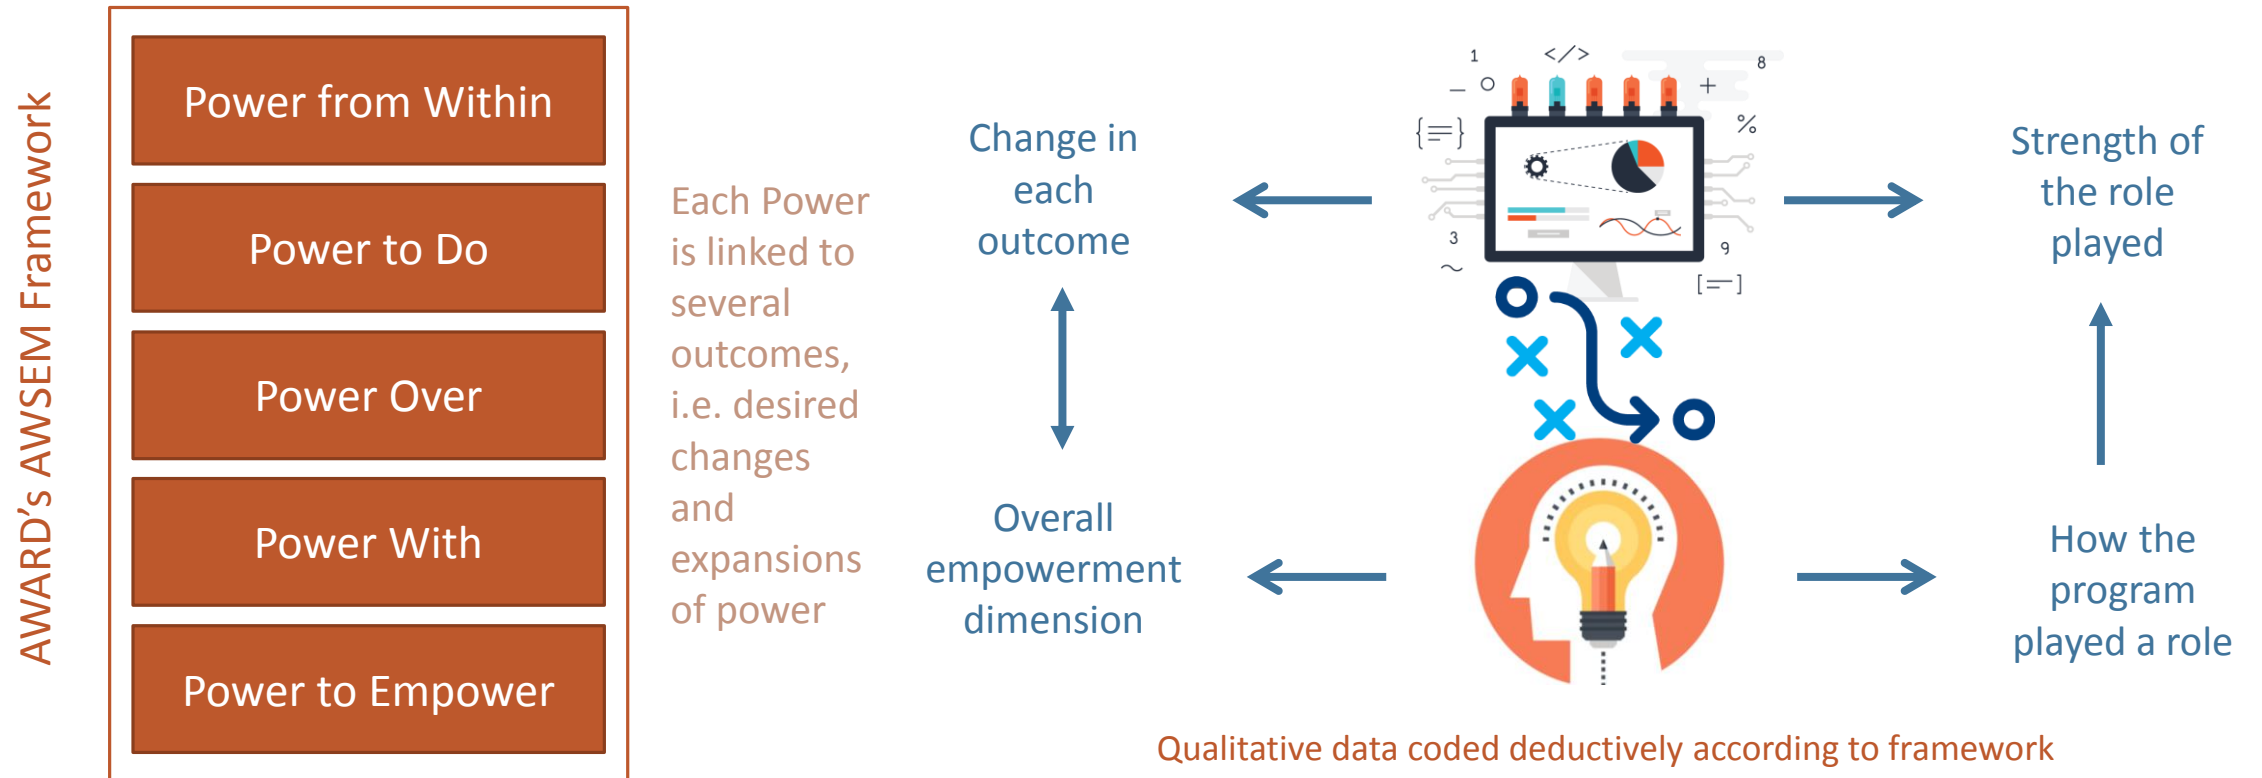 AWARD's AWSEM Framework
Power from Within
Power to Do
Power Over
Power With
Power to Empower
Each Power
is linked to
several
outcomes,
i.e. desired
changes
and
expansions
of power
Change in
each
outcome
Overall
empowerment
dimension
1
</>
8
+
%
{=}
3
~
9
[=-]
Strength of
the role
played
How the
program
played a role
Qualitative data coded deductively according to framework